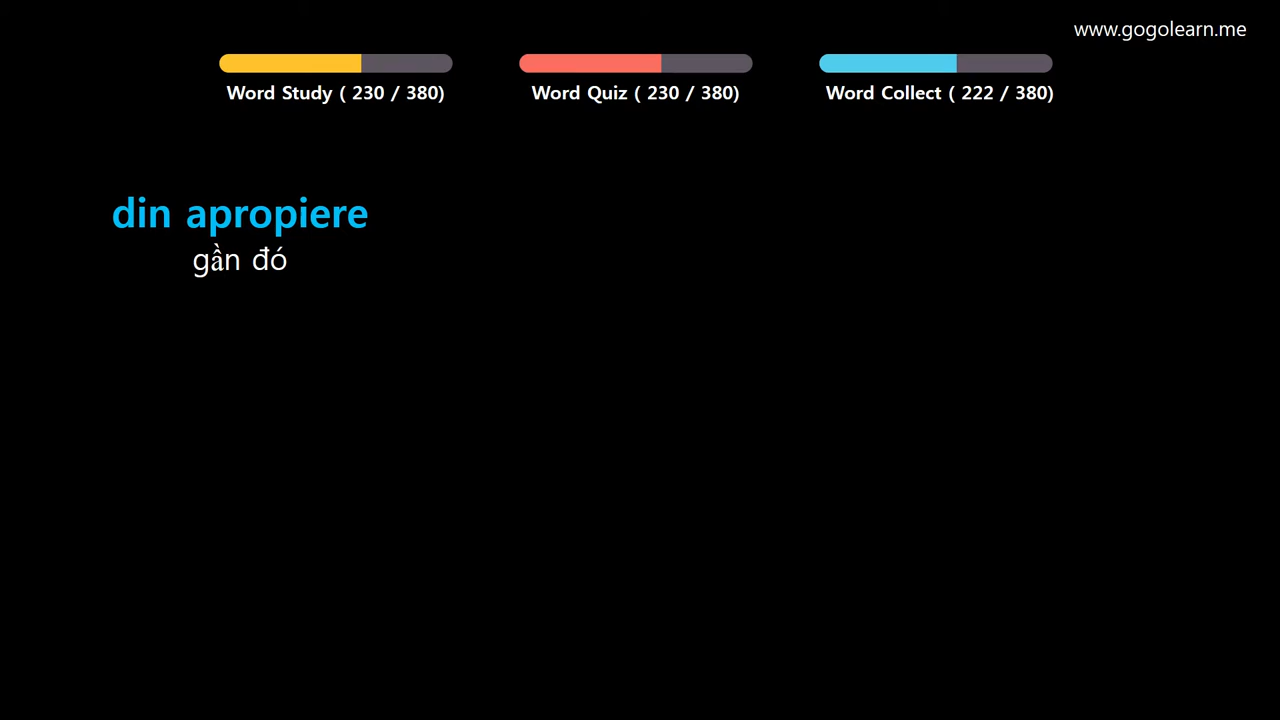 www.gogolearn.me
Word Study ( 230 / 380)
Word Quiz ( 230 / 380)
Word Collect ( 222 / 380)
din apropiere
gần đó